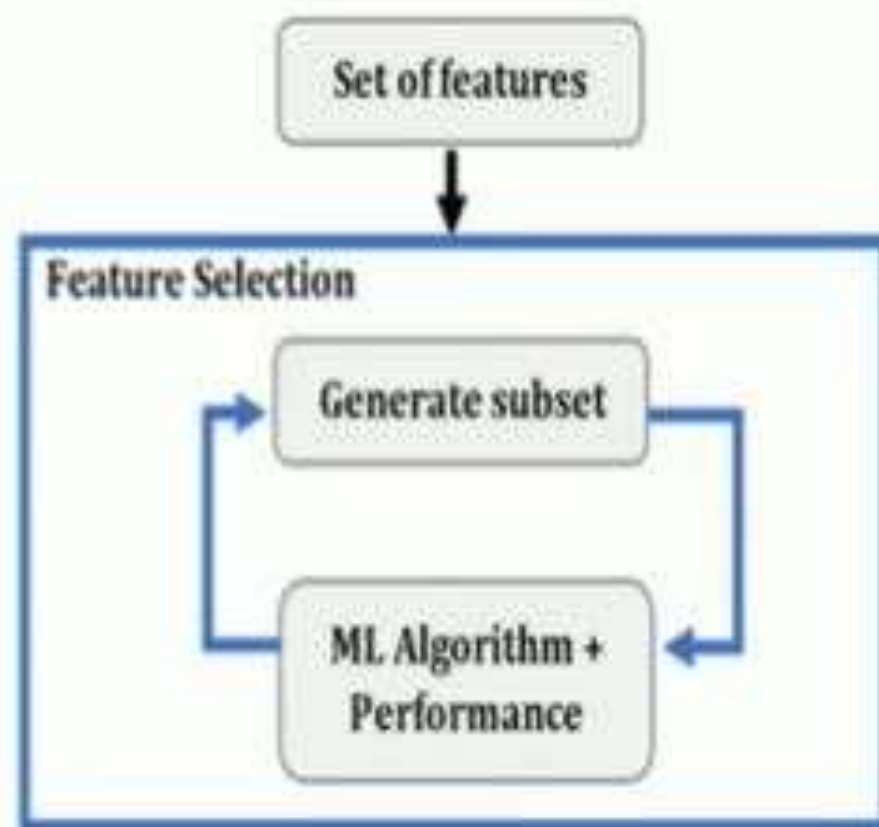 Set of features
Feature Selection
Generate subset
ML Algorithm +
Performance